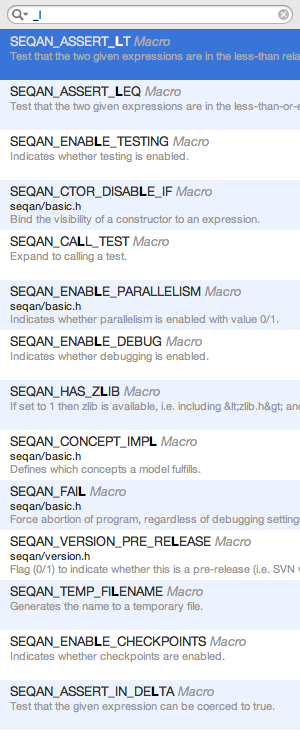 _l
SEQAN_ASSERT_LT Macro
Test that the two given expressions are in the less-than rela
SEQAN_ASSERT_LEQ Macro
Test that the two given expressions are in the less-than-or-e
SEQAN_ENABLE_TESTING Macro
Indicates whether testing is enabled.
SEQAN_CTOR_DISABLE_IF Macro
seqan/basic.h
Bind the visibility of a constructor to an expression.
SEQAN_CALL_TEST Macro
Expand to calling a test.
SEQAN_ENABLE_PARALLELISM Macro
seqan/basic.h
Indicates whether parallelism is enabled with value 0/1.
SEQAN_ENABLE_DEBUG Macro
Indicates whether debugging is enabled.
SEQAN_HAS_ZLIB Macro
If set to 1 then zlib is available, i.e. including &lt;zlib.h&gt; and
SEQAN_CONCEPT_IMPL Macro
seqan/basic.h
Defines which concepts a model fulfills.
SEQAN_FAIL Macro
seqan/basic.h
Force abortion of program, regardless of debugging settings
SEQAN_VERSION_PRE_RELEASE Macro
seqan/version.h
Flag (0/1) to indicate whether this is a pre-release (i.e. SVN v
SEQAN_TEMP_FILENAME Macro
Generates the name to a temporary file.
SEQAN_ENABLE_CHECKPOINTS Macro
Indicates whether checkpoints are enabled.
SEQAN_ASSERT_IN_DELTA Macro
Test that the given expression can be coerced to true.